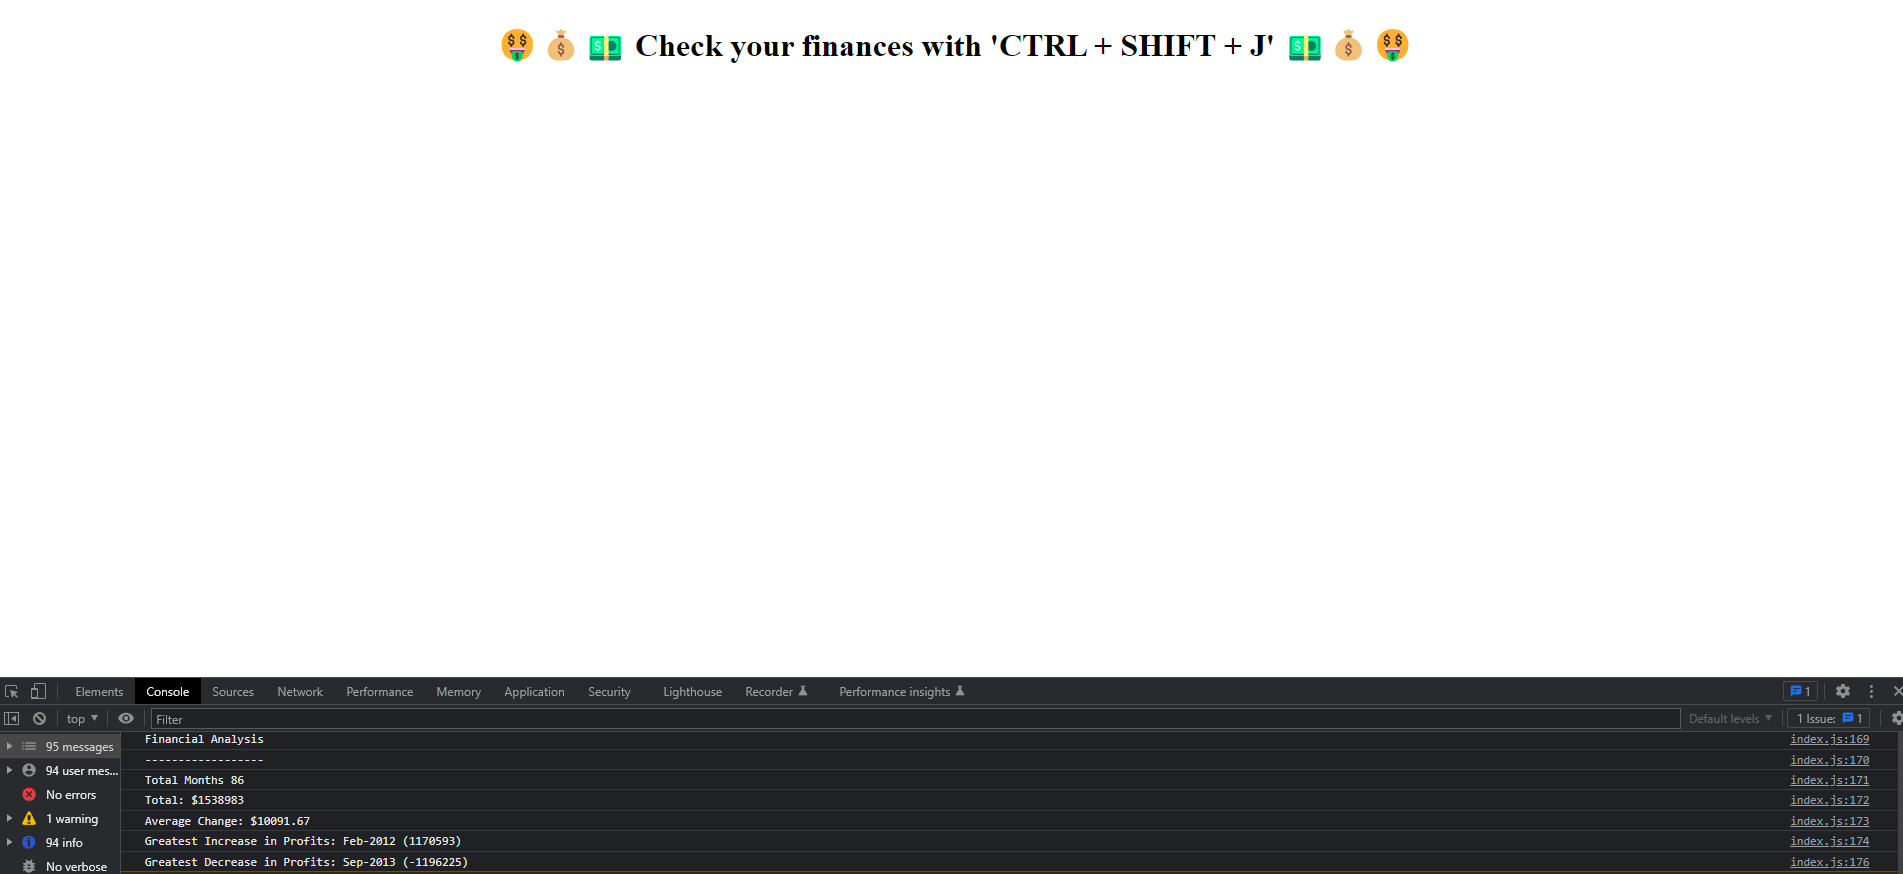 Check your finances with 'CTRL + SHIFT + J'
Elements Console Sources Network Performance Memory Application Security Lighthouse Recorder Performance insights 1
top Filter Default levels 1 Issue: 1
95 messages
94 user mes...
No errors
1 warning
94 info
No verbose
Financial Analysis index.js:169
------------------ index.js:170
Total Months 86 index.js:171
Total: $1538983 index.js:172
Average Change: $10091.67 index.js:173
Greatest Increase in Profits: Feb-2012 (1170593) index.js:174
Greatest Decrease in Profits: Sep-2013 (-1196225) index.js:176